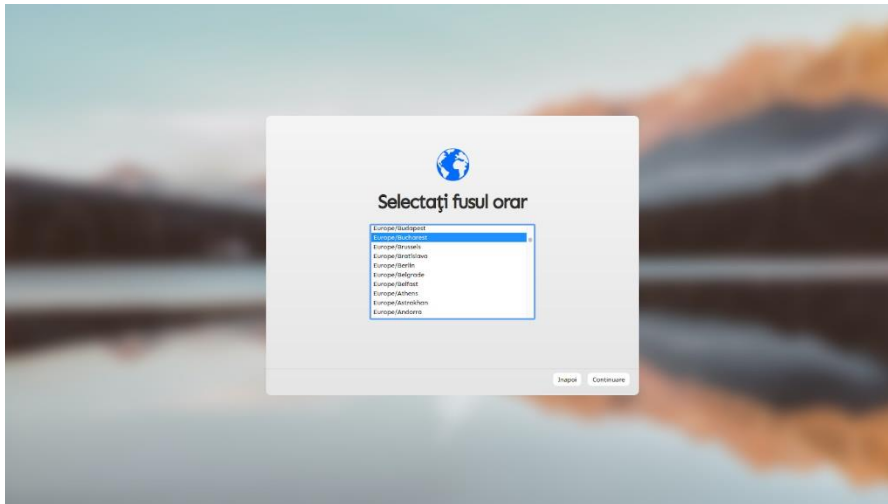 Selectați fusul orar
Europe/Budapest
Europe/Bucharest
Europe/Brussels
Europe/Bratislava
Europe/Berlin
Europe/Belgrade
Europe/Belfast
Europe/Athens
Europe/Astrakhan
Europe/Andorra
Inapoi
Continuare